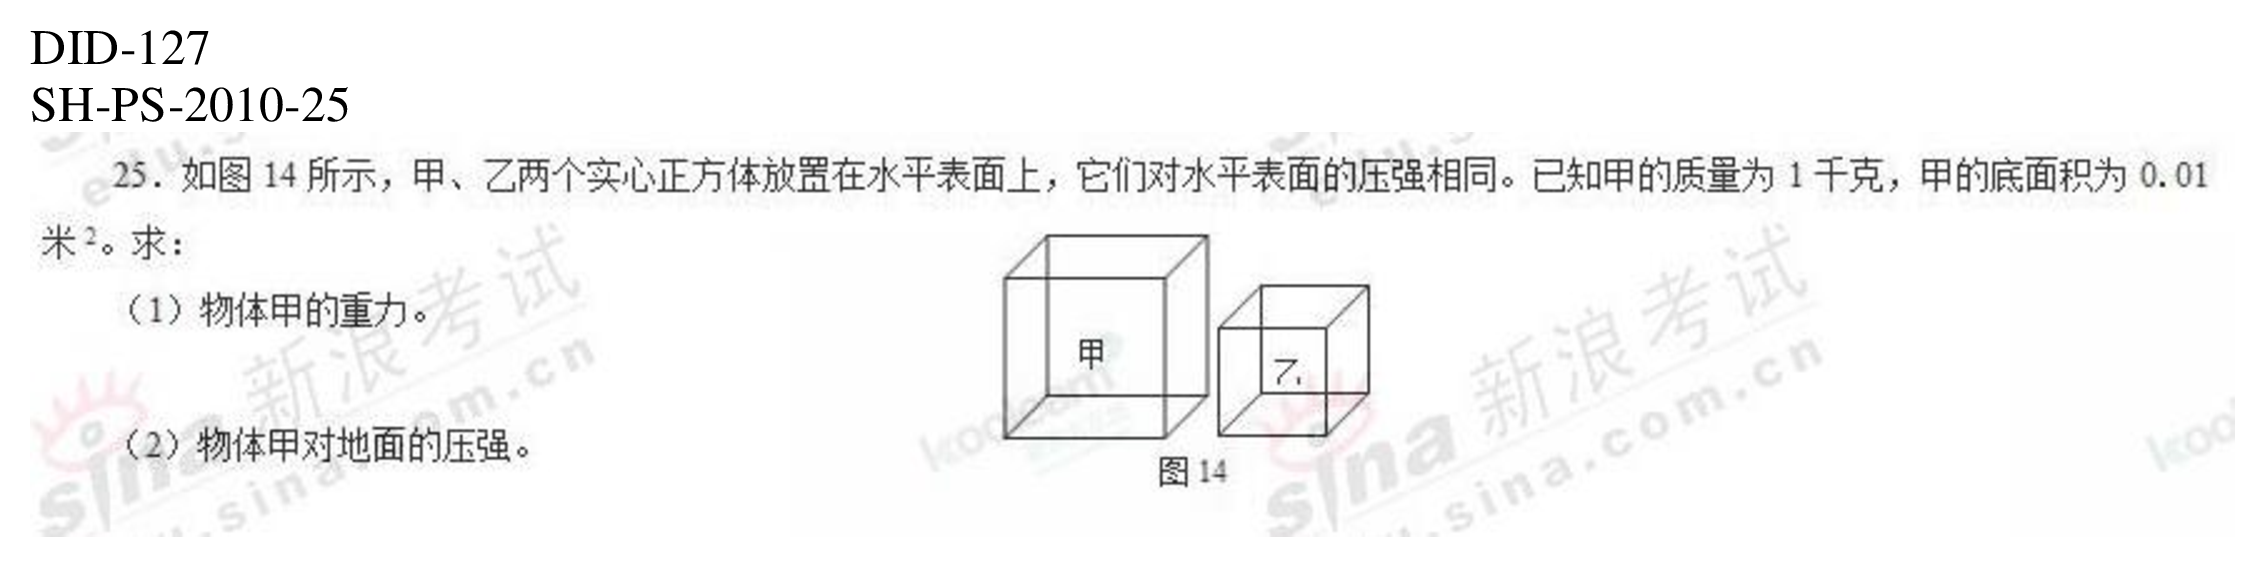 DID-127
SH-PS-2010-25
25. 如图 14 所示，甲、乙两个实心正方体放置在水平表面上，它们对水平表面的压强相同。已知甲的质量为 1 千克，甲的底面积为 0.01
米²。求：
（1）物体甲的重力。
甲
乙
（2）物体甲对地面的压强。
图 14
新浪考试
sina
.sina.com.cn
新浪考试
sina
u.sina.com.cn
koolearn
koo